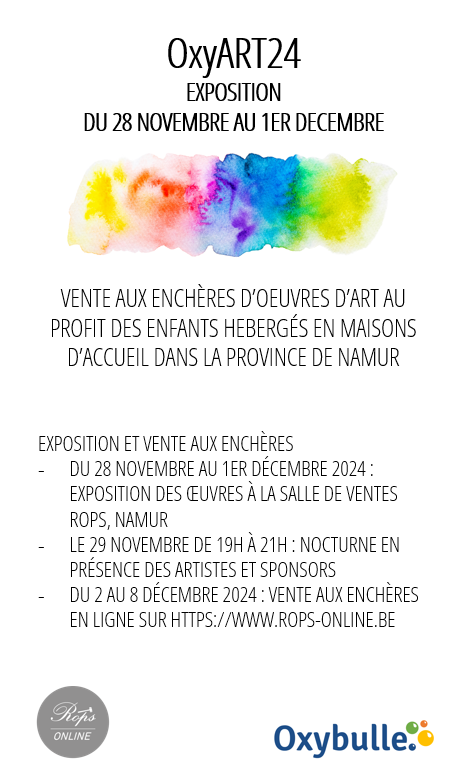 OxyART24
EXPOSITION
DU 28 NOVEMBRE AU 1ER DECEMBRE
VENTE AUX ENCHÈRES D'OEUVRES D'ART AU
PROFIT DES ENFANTS HEBERGÉS EN MAISONS
D'ACCUEIL DANS LA PROVINCE DE NAMUR
EXPOSITION ET VENTE AUX ENCHÈRES
- DU 28 NOVEMBRE AU 1ER DÉCEMBRE 2024 :
EXPOSITION DES ŒUVRES À LA SALLE DE VENTES
ROPS, NAMUR
- LE 29 NOVEMBRE DE 19H À 21H : NOCTURNE EN
PRÉSENCE DES ARTISTES ET SPONSORS
- DU 2 AU 8 DÉCEMBRE 2024 : VENTE AUX ENCHÈRES
EN LIGNE SUR HTTPS://WWW.ROPS-ONLINE.BE
Rops
ONLINE
Oxybulle.